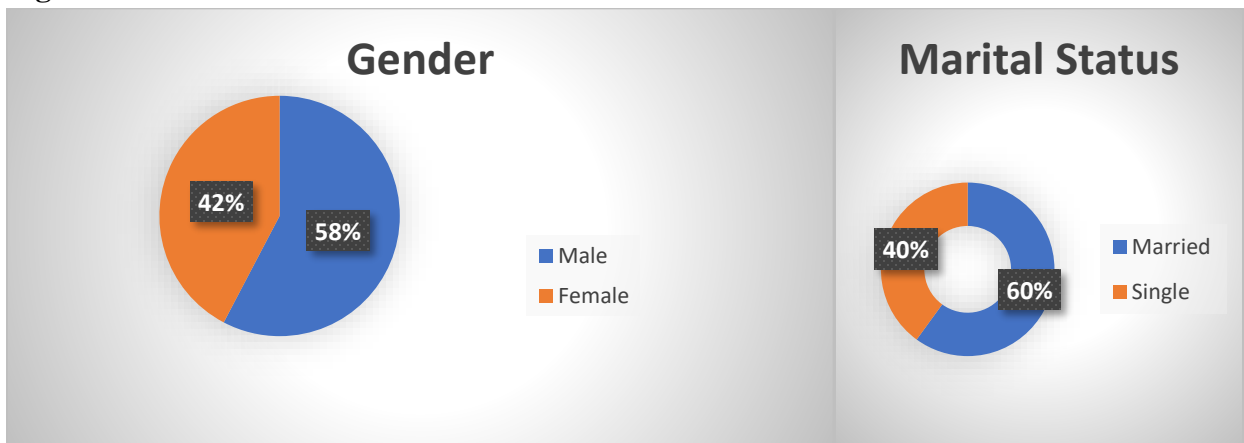 Gender
42%
58%
Male
Female
Marital Status
40%
60%
Married
Single